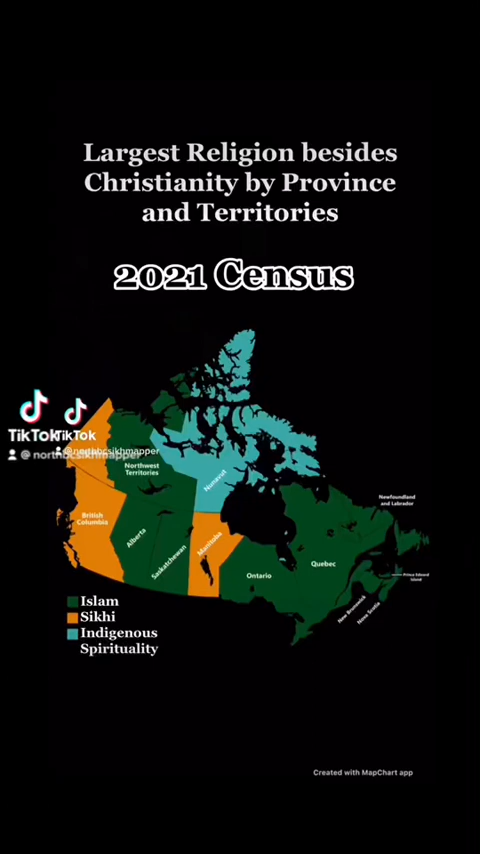 Largest Religion besides
Christianity by Province
and Territories
2021 Census
TikTok
TikTok
@northbcsikhmapper
@ northbcsikhmapper
Northwest
Territories
Nunavut
British
Columbia
Alberta
Saskatchewan
Manitoba
Ontario
Quebec
Newfoundland
and Labrador
Prince Edward
Island
New Brunswick
Nova Scotia
Islam
Sikhi
Indigenous
Spirituality
Created with MapChart app